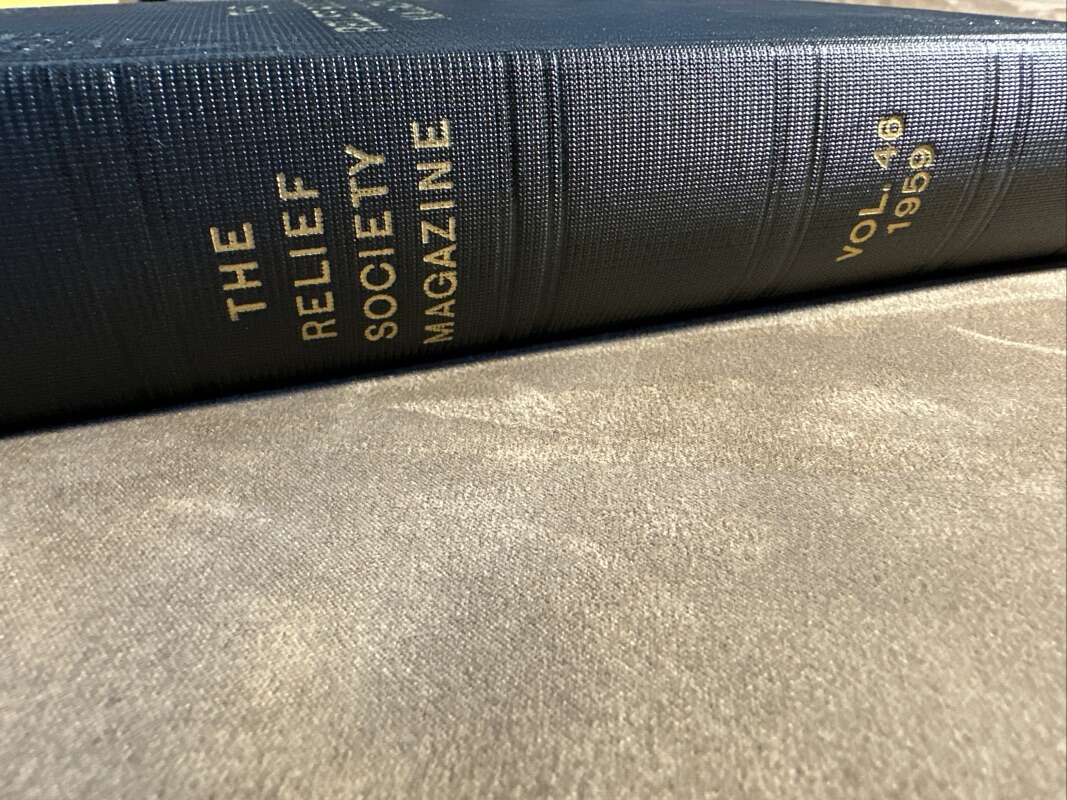 THE
RELIEF
SOCIETY
MAGAZINE
VOL. 46
1959